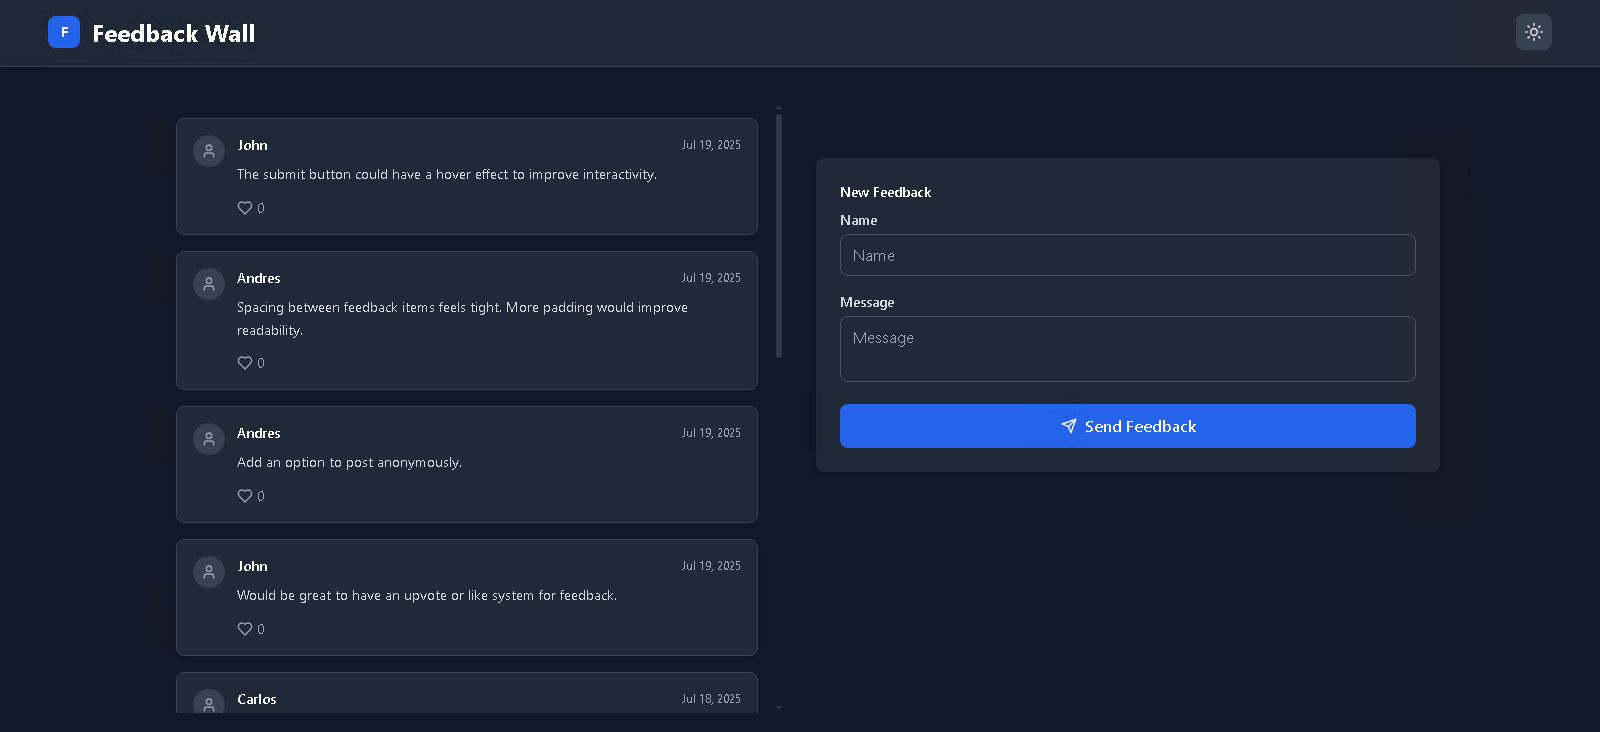 F Feedback Wall
John Jul 19, 2025
The submit button could have a hover effect to improve interactivity.
0
Andres Jul 19, 2025
Spacing between feedback items feels tight. More padding would improve
readability.
0
Andres Jul 19, 2025
Add an option to post anonymously.
0
John Jul 19, 2025
Would be great to have an upvote or like system for feedback.
0
Carlos Jul 18, 2025
New Feedback
Name
Name
Message
Message
Send Feedback